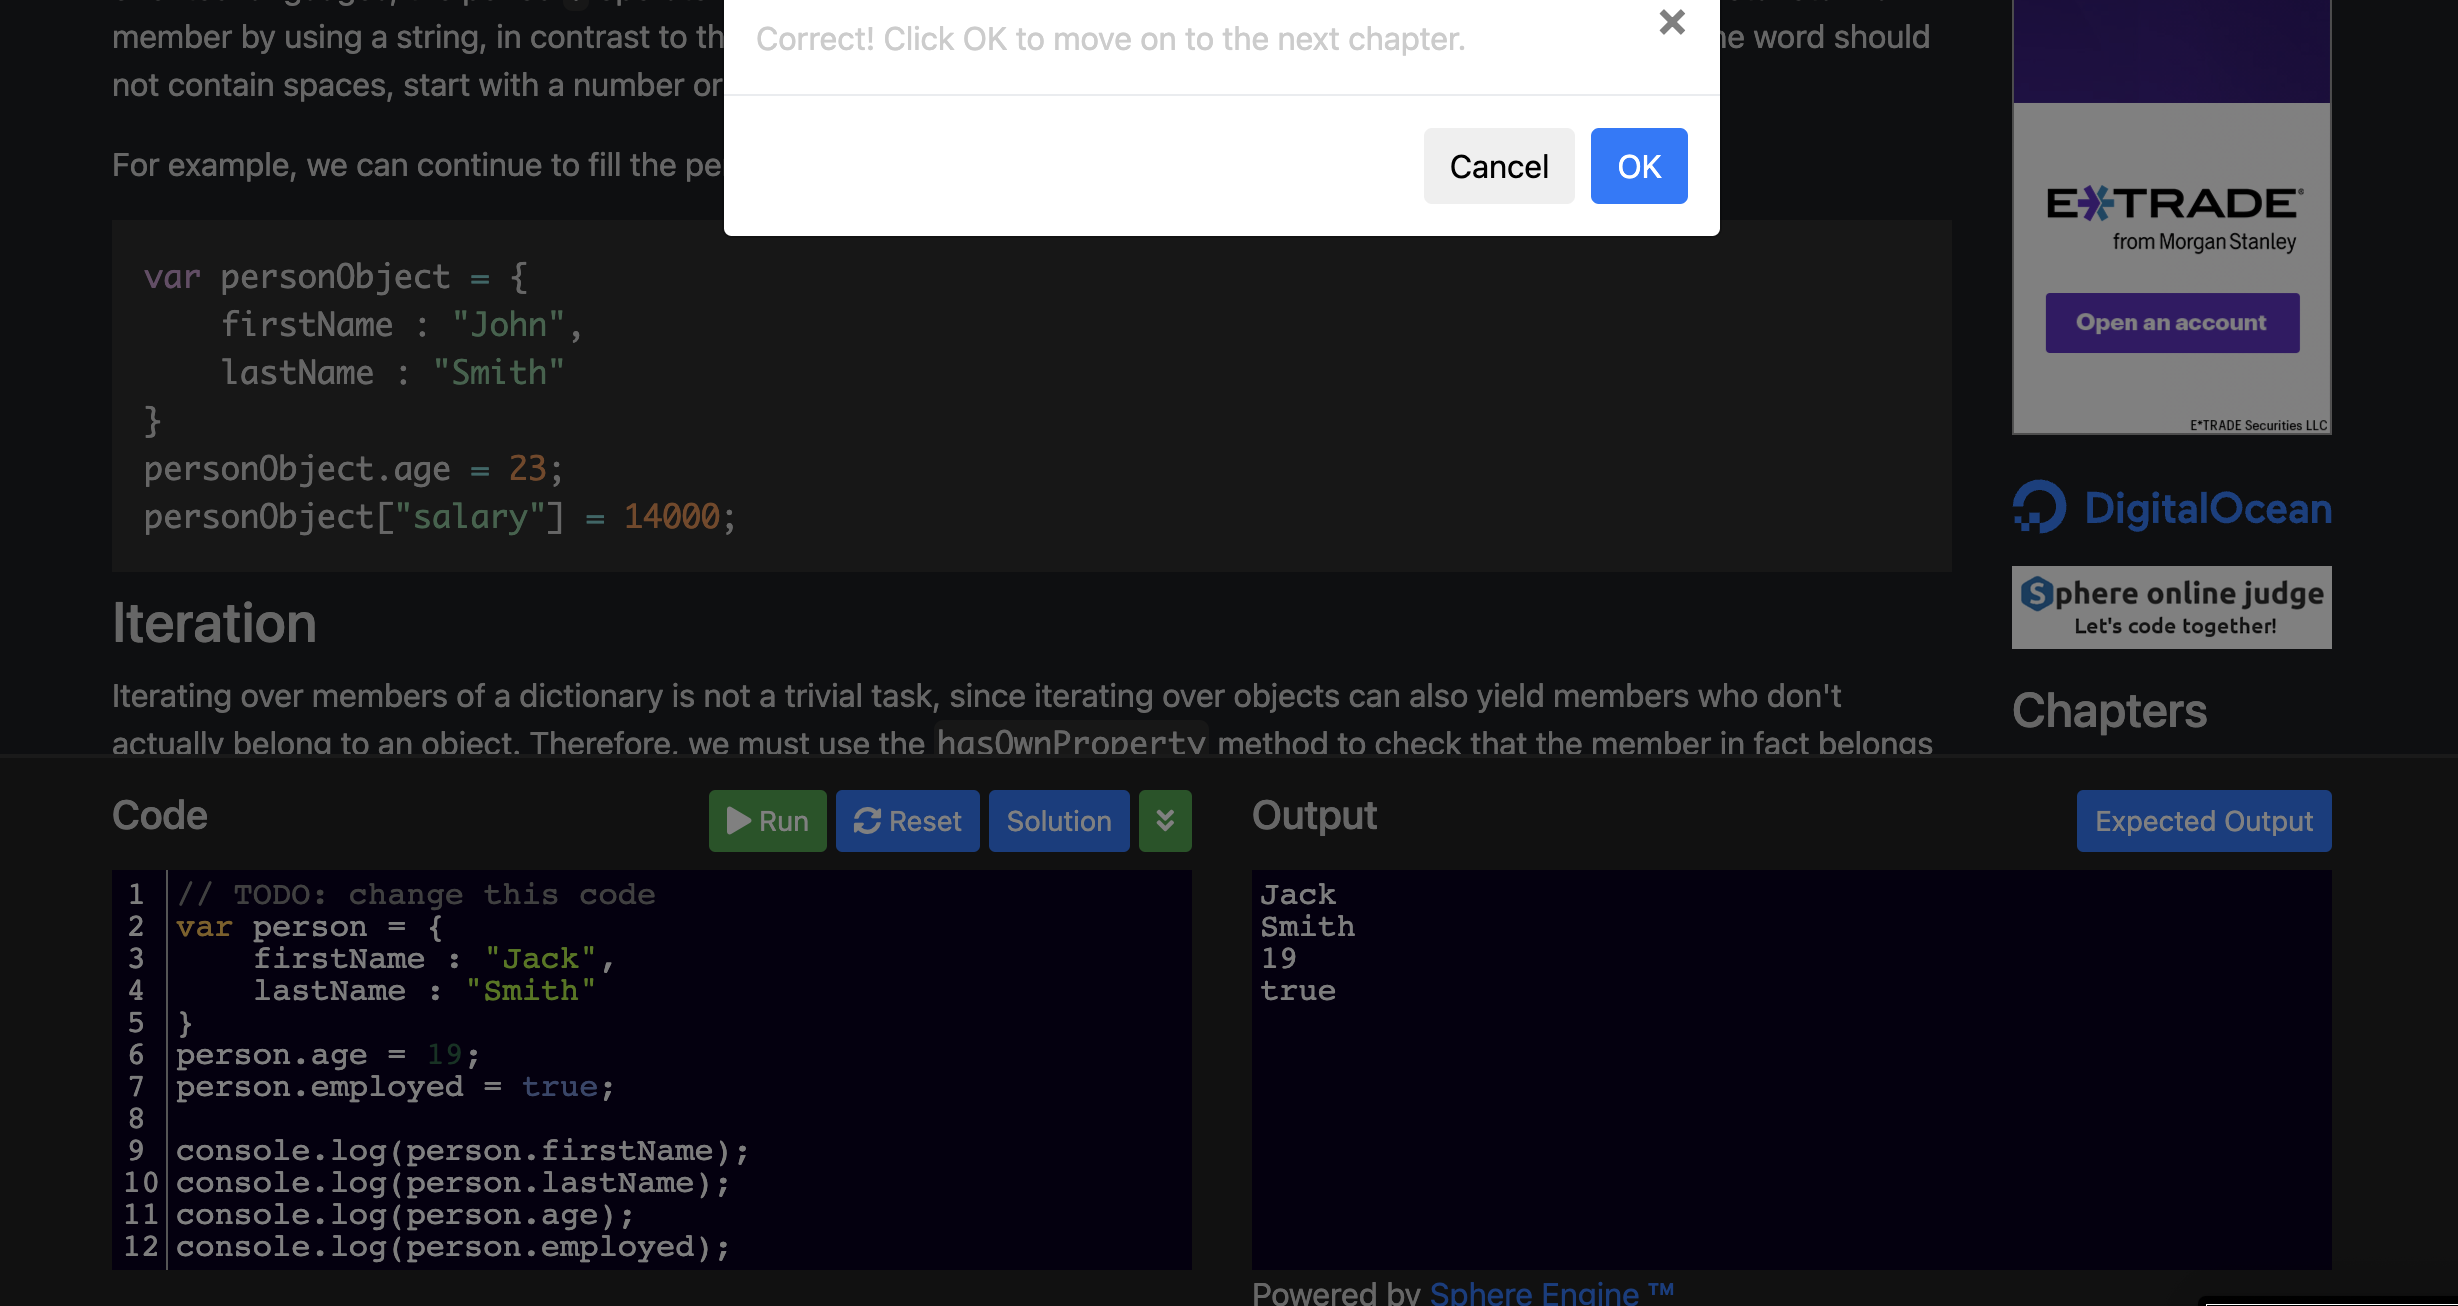 member by using a string, in contrast to th
he word should
not contain spaces, start with a number or
Correct! Click OK to move on to the next chapter.
Cancel
OK
For example, we can continue to fill the pe
var personObject = {
    firstName : "John",
    lastName : "Smith"
}
personObject.age = 23;
personObject["salary"] = 14000;
Iteration
Iterating over members of a dictionary is not a trivial task, since iterating over objects can also yield members who don't
actually belong to an object. Therefore, we must use the hasOwnProperty method to check that the member in fact belongs
E*TRADE®
from Morgan Stanley
Open an account
E*TRADE Securities LLC
DigitalOcean
Sphere online judge
Let's code together!
Chapters
Code
Run
Reset
Solution
1 // TODO: change this code
2 var person = {
3     firstName : "Jack",
4     lastName : "Smith"
5 }
6 person.age = 19;
7 person.employed = true;
8
9 console.log(person.firstName);
10 console.log(person.lastName);
11 console.log(person.age);
12 console.log(person.employed);
Output
Expected Output
Jack
Smith
19
true
Powered by Sphere Engine ™